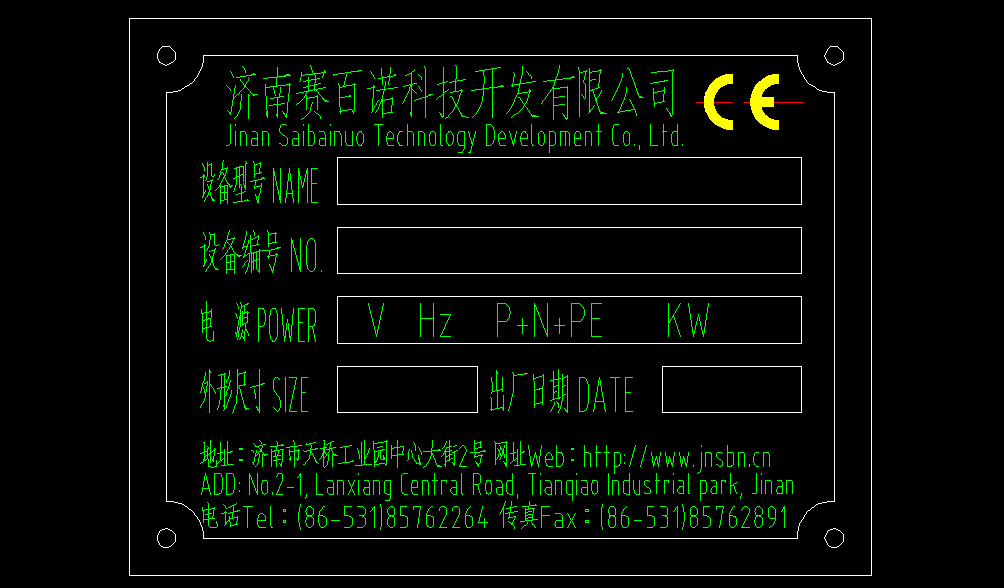 济南赛百诺科技开发有限公司 CE
Jinan Saibainuo Technology Development Co., Ltd.
设备型号 NAME
设备编号 NO.
电 源 POWER V Hz P+N+PE KW
外形尺寸 SIZE 出厂日期 DATE
地址：济南市天桥工业园中心大街2号 网址Web：http://www.jnsbn.cn
ADD: No.2-1, Lanxiang Central Road, Tianqiao Industrial park, Jinan
电话Tel：(86-531)85762264 传真Fax：(86-531)85762891